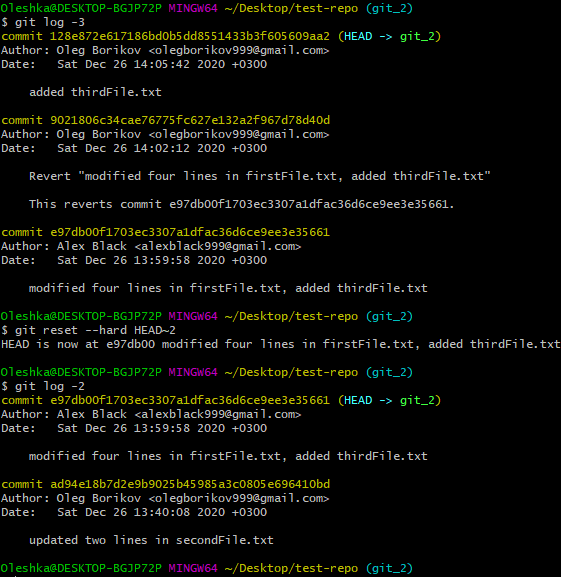 Oleshka@DESKTOP-BGJP72P MINGW64 ~/Desktop/test-repo (git_2)
$ git log -3
commit 128e872e617186bd0b5dd8551433b3f605609aa2 (HEAD -> git_2)
Author: Oleg Borikov <olegborikov999@gmail.com>
Date:   Sat Dec 26 14:05:42 2020 +0300

    added thirdFile.txt

commit 9021806c34cae76775fc627e132a2f967d78d40d
Author: Oleg Borikov <olegborikov999@gmail.com>
Date:   Sat Dec 26 14:02:12 2020 +0300

    Revert "modified four lines in firstFile.txt, added thirdFile.txt"

    This reverts commit e97db00f1703ec3307a1dfac36d6ce9ee3e35661.

commit e97db00f1703ec3307a1dfac36d6ce9ee3e35661
Author: Alex Black <alexblack999@gmail.com>
Date:   Sat Dec 26 13:59:58 2020 +0300

    modified four lines in firstFile.txt, added thirdFile.txt

Oleshka@DESKTOP-BGJP72P MINGW64 ~/Desktop/test-repo (git_2)
$ git reset --hard HEAD~2
HEAD is now at e97db00 modified four lines in firstFile.txt, added thirdFile.txt

Oleshka@DESKTOP-BGJP72P MINGW64 ~/Desktop/test-repo (git_2)
$ git log -2
commit e97db00f1703ec3307a1dfac36d6ce9ee3e35661 (HEAD -> git_2)
Author: Alex Black <alexblack999@gmail.com>
Date:   Sat Dec 26 13:59:58 2020 +0300

    modified four lines in firstFile.txt, added thirdFile.txt

commit ad94e18b7d2e9b9025b45985a3c0805e696410bd
Author: Oleg Borikov <olegborikov999@gmail.com>
Date:   Sat Dec 26 13:40:08 2020 +0300

    updated two lines in secondFile.txt

Oleshka@DESKTOP-BGJP72P MINGW64 ~/Desktop/test-repo (git_2)